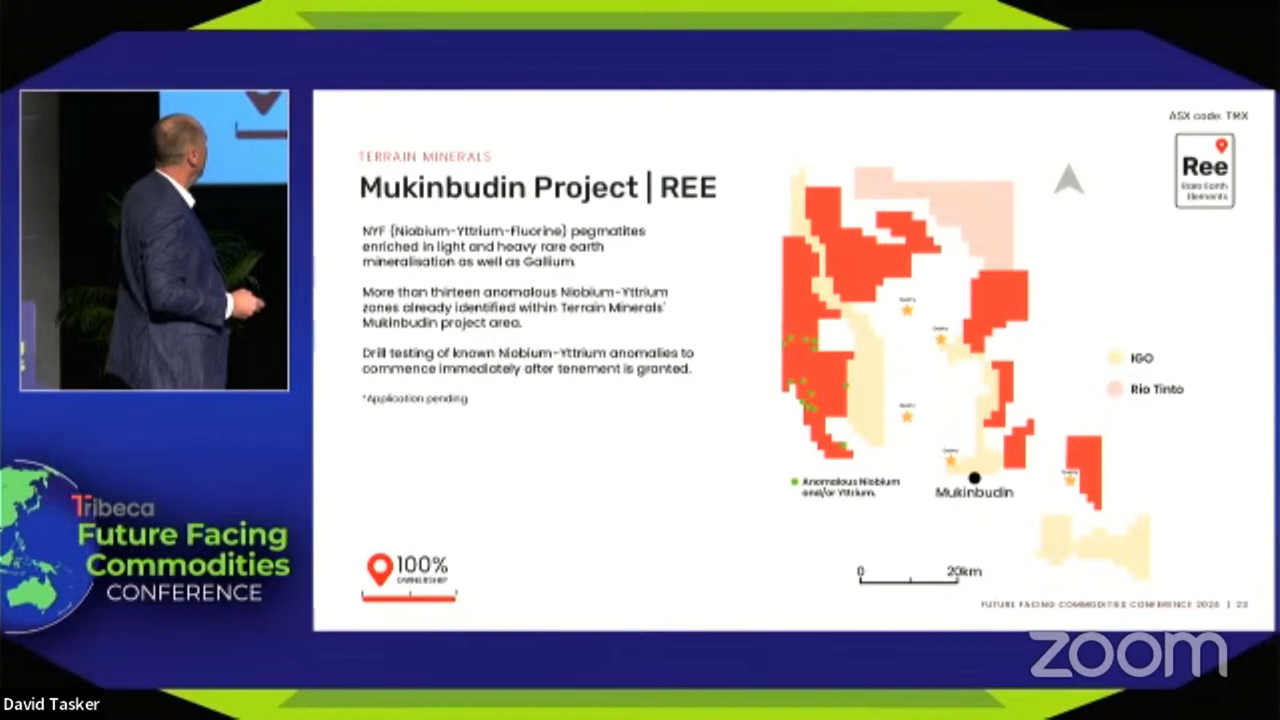 ASX code: TMX
Ree
Rare Earth
Elements
TERRAIN MINERALS
Mukinbudin Project | REE
NYF (Niobium-Yttrium-Fluorine) pegmatites
enriched in light and heavy rare earth
mineralisation as well as Gallium.
More than thirteen anomalous Niobium-Yttrium
zones already identified within Terrain Minerals'
Mukinbudin project area.
Drill testing of known Niobium-Yttrium anomalies to
commence immediately after tenement is granted.
*Application pending
IGO
Rio Tinto
Anomalous Niobium
and/or Yttrium.
Mukinbudin
100%
OWNERSHIP
0 20km
FUTURE FACING COMMODITIES CONFERENCE 2024 | 23
Tribeca
Future Facing
Commodities
CONFERENCE
zoom
David Tasker